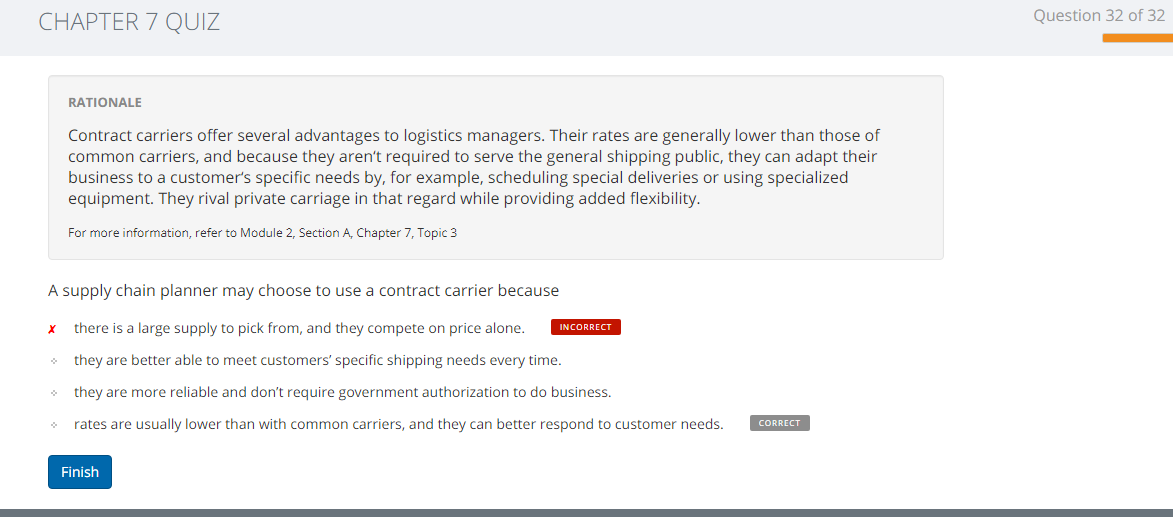 CHAPTER 7 QUIZ
Question 32 of 32
RATIONALE
Contract carriers offer several advantages to logistics managers. Their rates are generally lower than those of
common carriers, and because they aren't required to serve the general shipping public, they can adapt their
business to a customer's specific needs by, for example, scheduling special deliveries or using specialized
equipment. They rival private carriage in that regard while providing added flexibility.
For more information, refer to Module 2, Section A, Chapter 7, Topic 3
A supply chain planner may choose to use a contract carrier because
there is a large supply to pick from, and they compete on price alone. INCORRECT
they are better able to meet customers' specific shipping needs every time.
they are more reliable and don't require government authorization to do business.
rates are usually lower than with common carriers, and they can better respond to customer needs. CORRECT
Finish